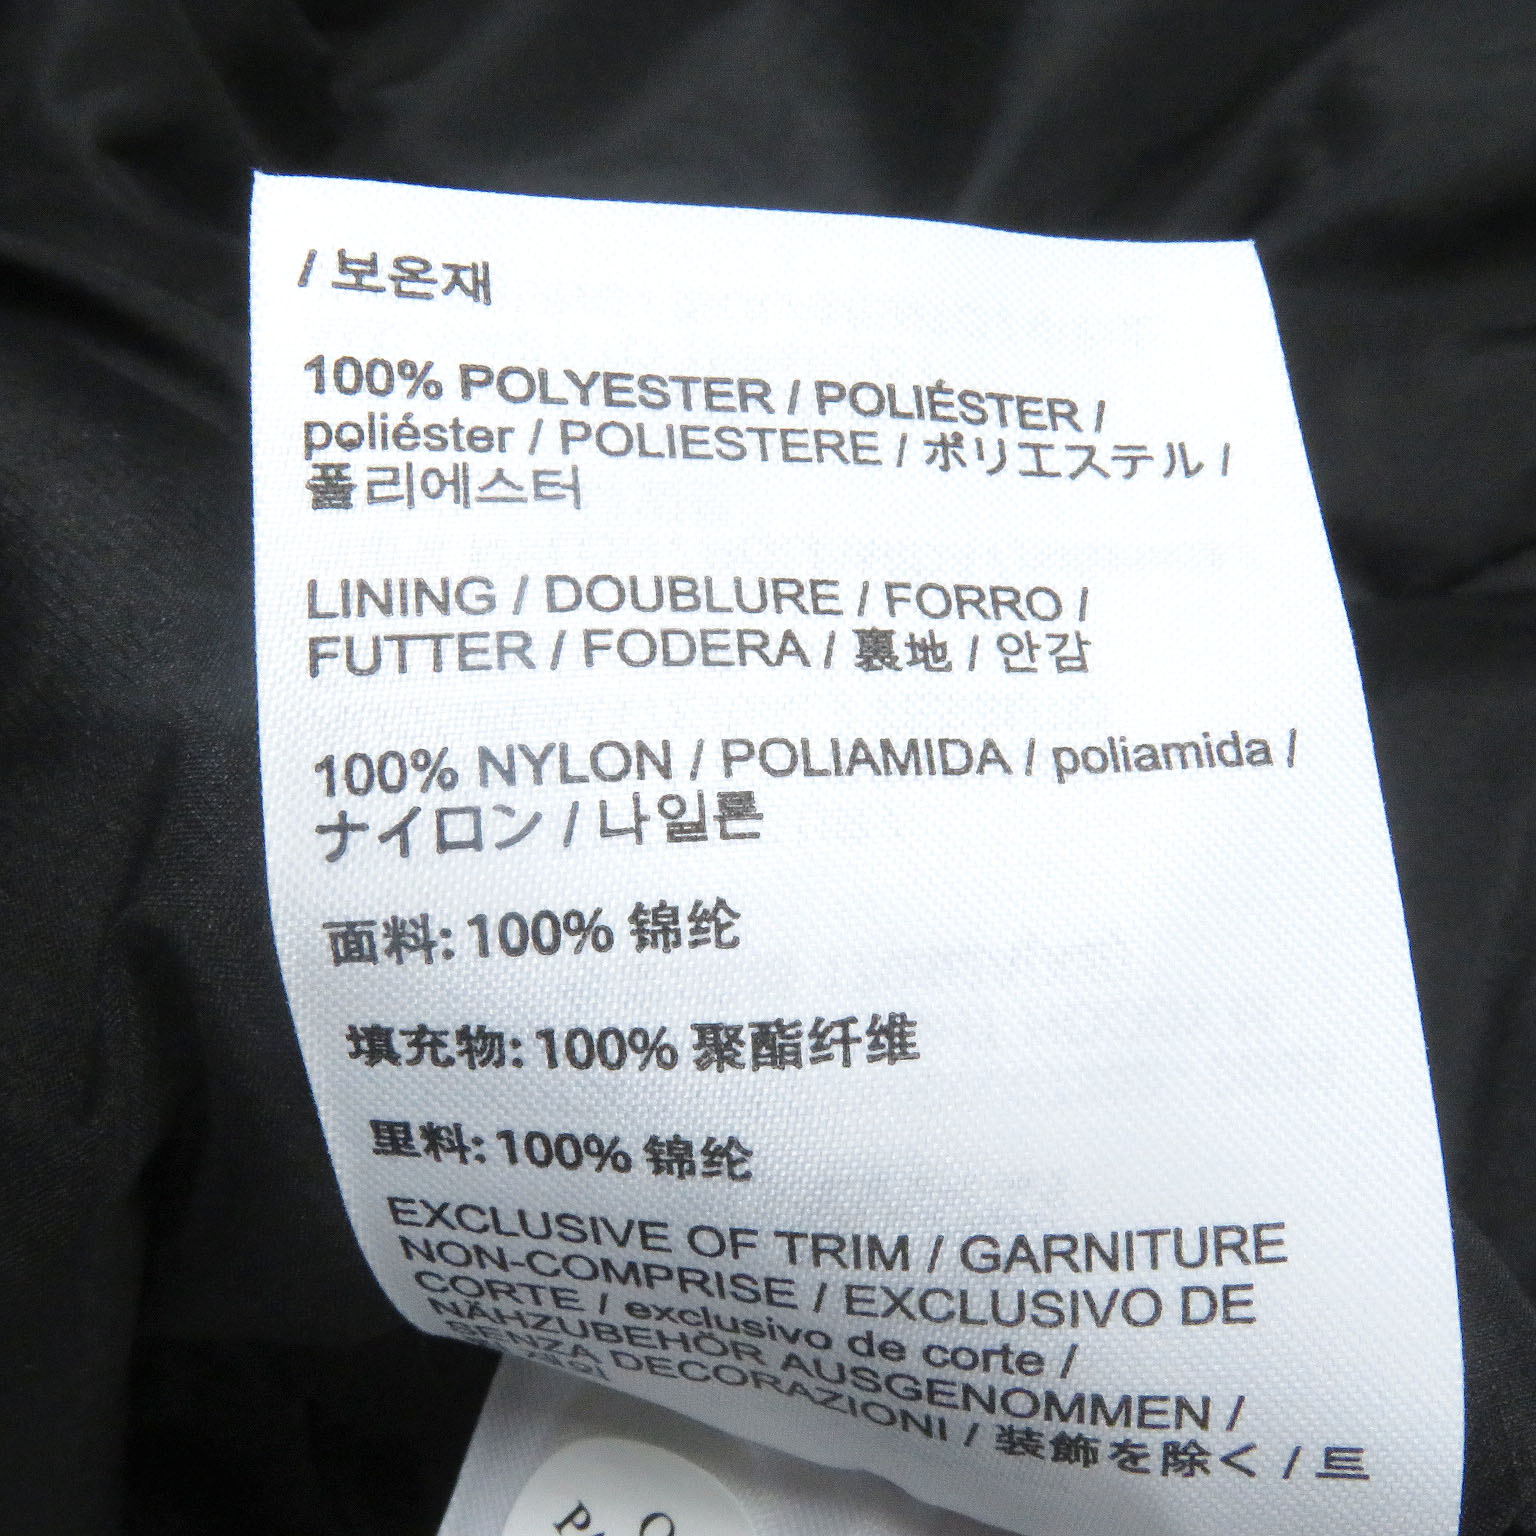 / 보온재
100% POLYESTER / POLIÉSTER /
poliéster / POLIESTERE / ポリエステル /
폴리에스터
LINING / DOUBLURE / FORRO /
FUTTER / FODERA / 裏地 / 안감
100% NYLON / POLIAMIDA / poliamida /
ナイロン / 나일론
面料: 100% 锦纶
填充物: 100% 聚酯纤维
里料: 100% 锦纶
EXCLUSIVE OF TRIM / GARNITURE
NON-COMPRISE / EXCLUSIVO DE
CORTE / exclusivo de corte /
NÄHZUBEHÖR AUSGENOMMEN /
SENZA DECORAZIONI / 装飾を除く / 트